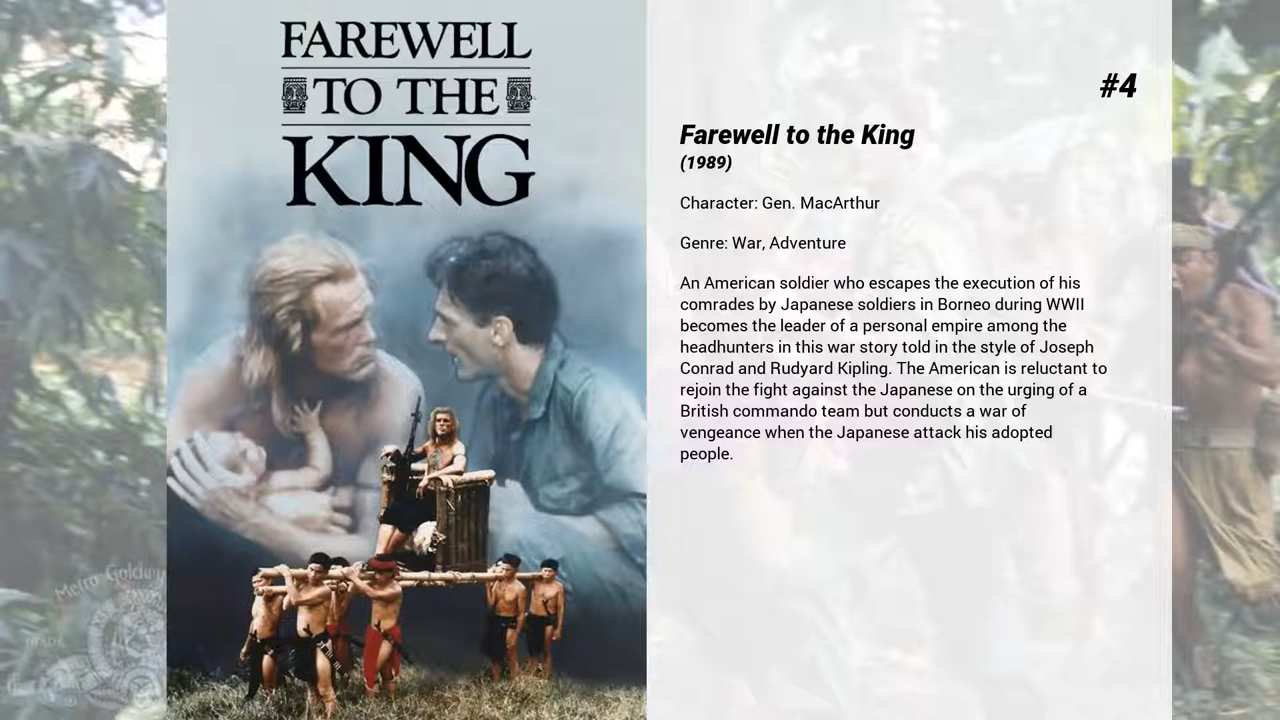 FAREWELL
TO THE
KING
#4
Farewell to the King
(1989)
Character: Gen. MacArthur
Genre: War, Adventure
An American soldier who escapes the execution of his
comrades by Japanese soldiers in Borneo during WWII
becomes the leader of a personal empire among the
headhunters in this war story told in the style of Joseph
Conrad and Rudyard Kipling. The American is reluctant to
rejoin the fight against the Japanese on the urging of a
British commando team but conducts a war of
vengeance when the Japanese attack his adopted
people.
Metro Goldwy